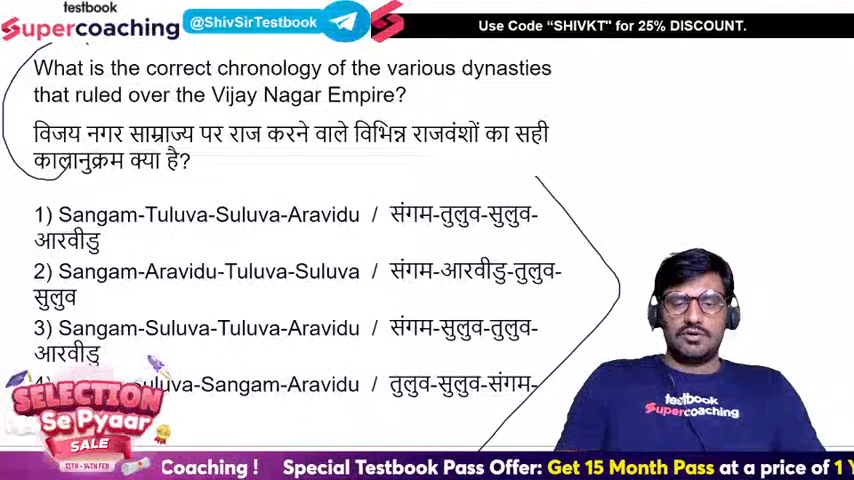 testbook
Supercoaching
@ShivSirTestbook
Use Code “SHIVKT" for 25% DISCOUNT.
What is the correct chronology of the various dynasties
that ruled over the Vijay Nagar Empire?
विजय नगर साम्राज्य पर राज करने वाले विभिन्न राजवंशों का सही
कालानुक्रम क्या है?
1) Sangam-Tuluva-Suluva-Aravidu / संगम-तुलुव-सुलुव-
आरवीडु
2) Sangam-Aravidu-Tuluva-Suluva / संगम-आरवीडु-तुलुव-
सुलुव
3) Sangam-Suluva-Tuluva-Aravidu / संगम-सुलुव-तुलुव-
आरवीडु
uluva-Sangam-Aravidu / तुलुव-सुलुव-संगम-
SELECTION
Se Pyaar
SALE
13TH - 14TH FEB
testbook
Supercoaching
Coaching ! Special Testbook Pass Offer: Get 15 Month Pass at a price of 1